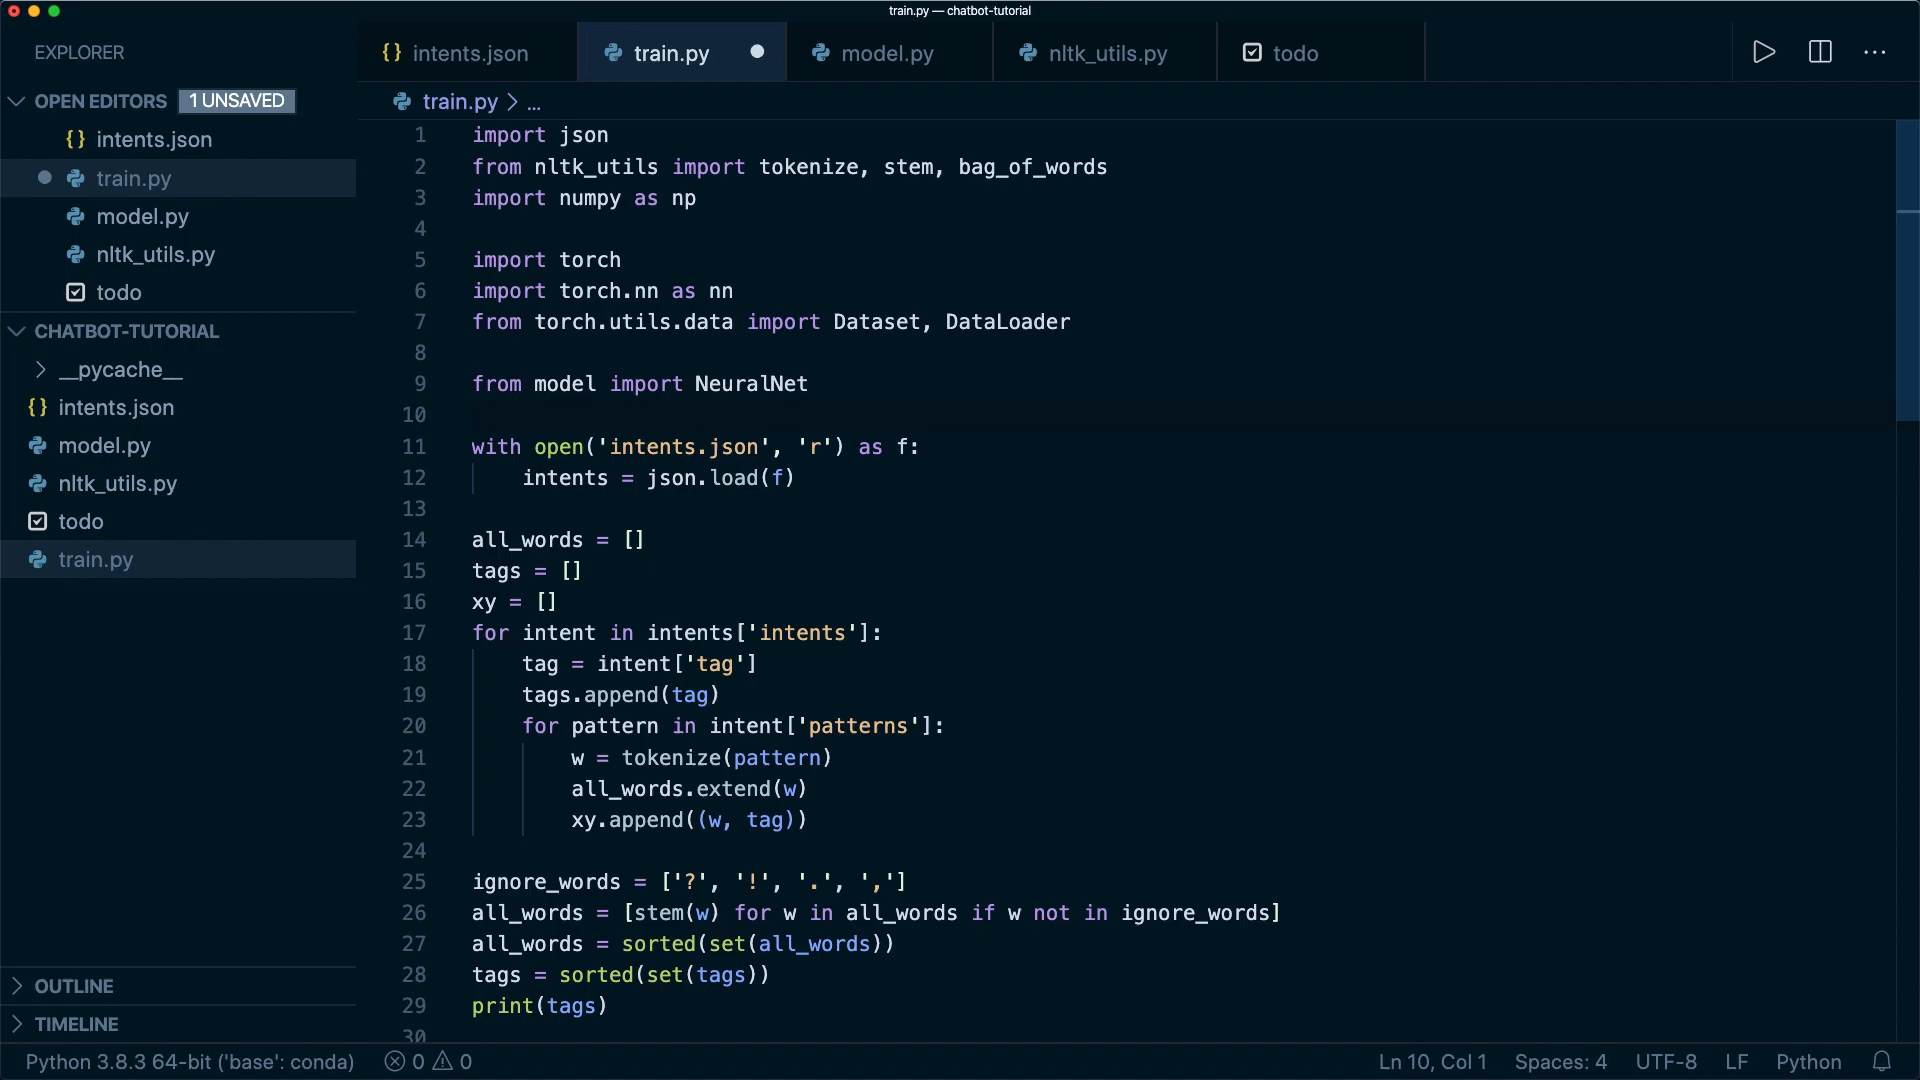 train.py — chatbot-tutorial
EXPLORER
OPEN EDITORS 1 UNSAVED
intents.json
train.py
model.py
nltk_utils.py
todo
CHATBOT-TUTORIAL
__pycache__
intents.json
model.py
nltk_utils.py
todo
train.py
OUTLINE
TIMELINE
{} intents.json train.py model.py nltk_utils.py todo
train.py > ...
1 import json
2 from nltk_utils import tokenize, stem, bag_of_words
3 import numpy as np
4
5 import torch
6 import torch.nn as nn
7 from torch.utils.data import Dataset, DataLoader
8
9 from model import NeuralNet
10
11 with open('intents.json', 'r') as f:
12     intents = json.load(f)
13
14 all_words = []
15 tags = []
16 xy = []
17 for intent in intents['intents']:
18     tag = intent['tag']
19     tags.append(tag)
20     for pattern in intent['patterns']:
21         w = tokenize(pattern)
22         all_words.extend(w)
23         xy.append((w, tag))
24
25 ignore_words = ['?', '!', '.', ',']
26 all_words = [stem(w) for w in all_words if w not in ignore_words]
27 all_words = sorted(set(all_words))
28 tags = sorted(set(tags))
29 print(tags)
30
Python 3.8.3 64-bit ('base': conda) 0 0 Ln 10, Col 1 Spaces: 4 UTF-8 LF Python